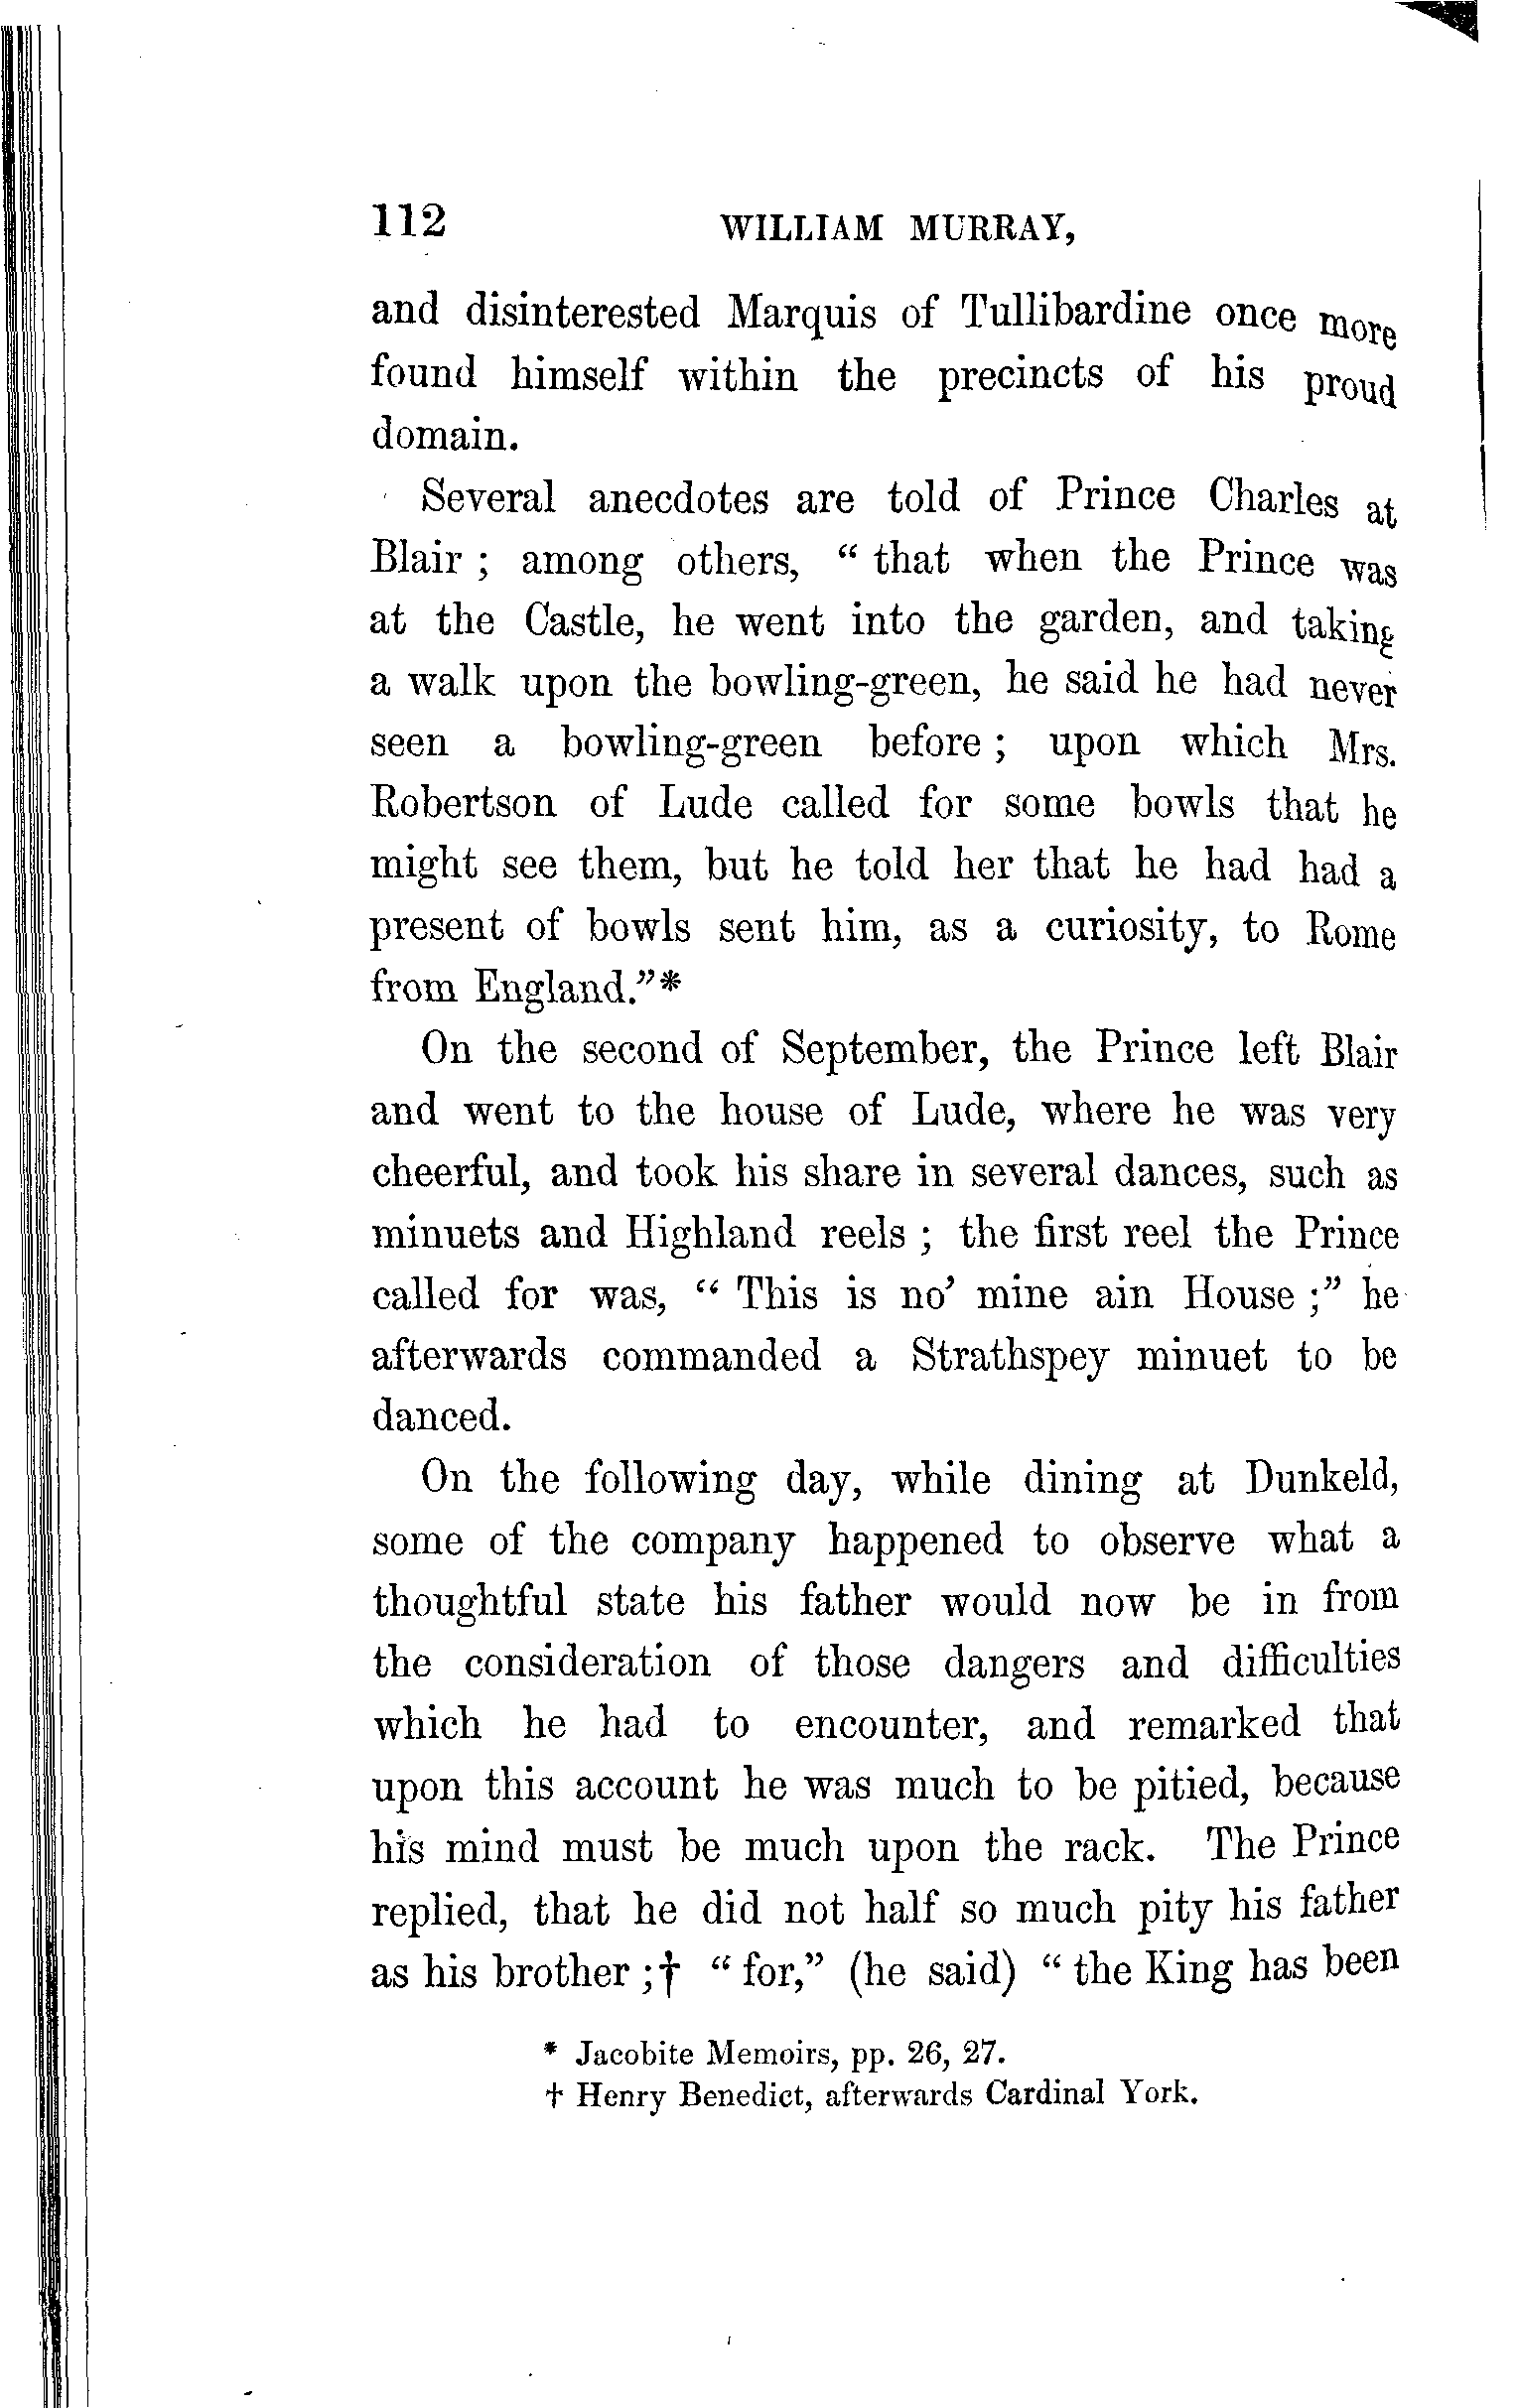 112 WILLIAM MURRAY,
and disinterested Marquis of Tullibardine once more
found himself within the precincts of his proud
domain.
Several anecdotes are told of Prince Charles at
Blair ; among others, “ that when the Prince was
at the Castle, he went into the garden, and taking
a walk upon the bowling-green, he said he had never
seen a bowling-green before ; upon which Mrs.
Robertson of Lude called for some bowls that he
might see them, but he told her that he had had a
present of bowls sent him, as a curiosity, to Rome
from England.”*
On the second of September, the Prince left Blair
and went to the house of Lude, where he was very
cheerful, and took his share in several dances, such as
minuets and Highland reels ; the first reel the Prince
called for was, “ This is no’ mine ain House ;” he
afterwards commanded a Strathspey minuet to be
danced.
On the following day, while dining at Dunkeld,
some of the company happened to observe what a
thoughtful state his father would now be in from
the consideration of those dangers and difficulties
which he had to encounter, and remarked that
upon this account he was much to be pitied, because
his mind must be much upon the rack. The Prince
replied, that he did not half so much pity his father
as his brother ;† “ for,” (he said) “ the King has been
* Jacobite Memoirs, pp. 26, 27.
† Henry Benedict, afterwards Cardinal York.